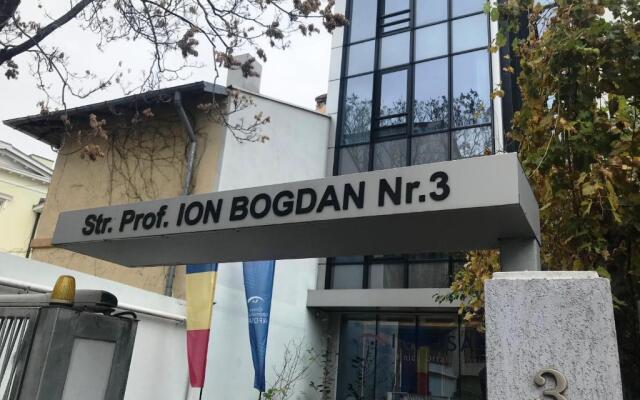 Str. Prof. ION BOGDAN Nr.3
3